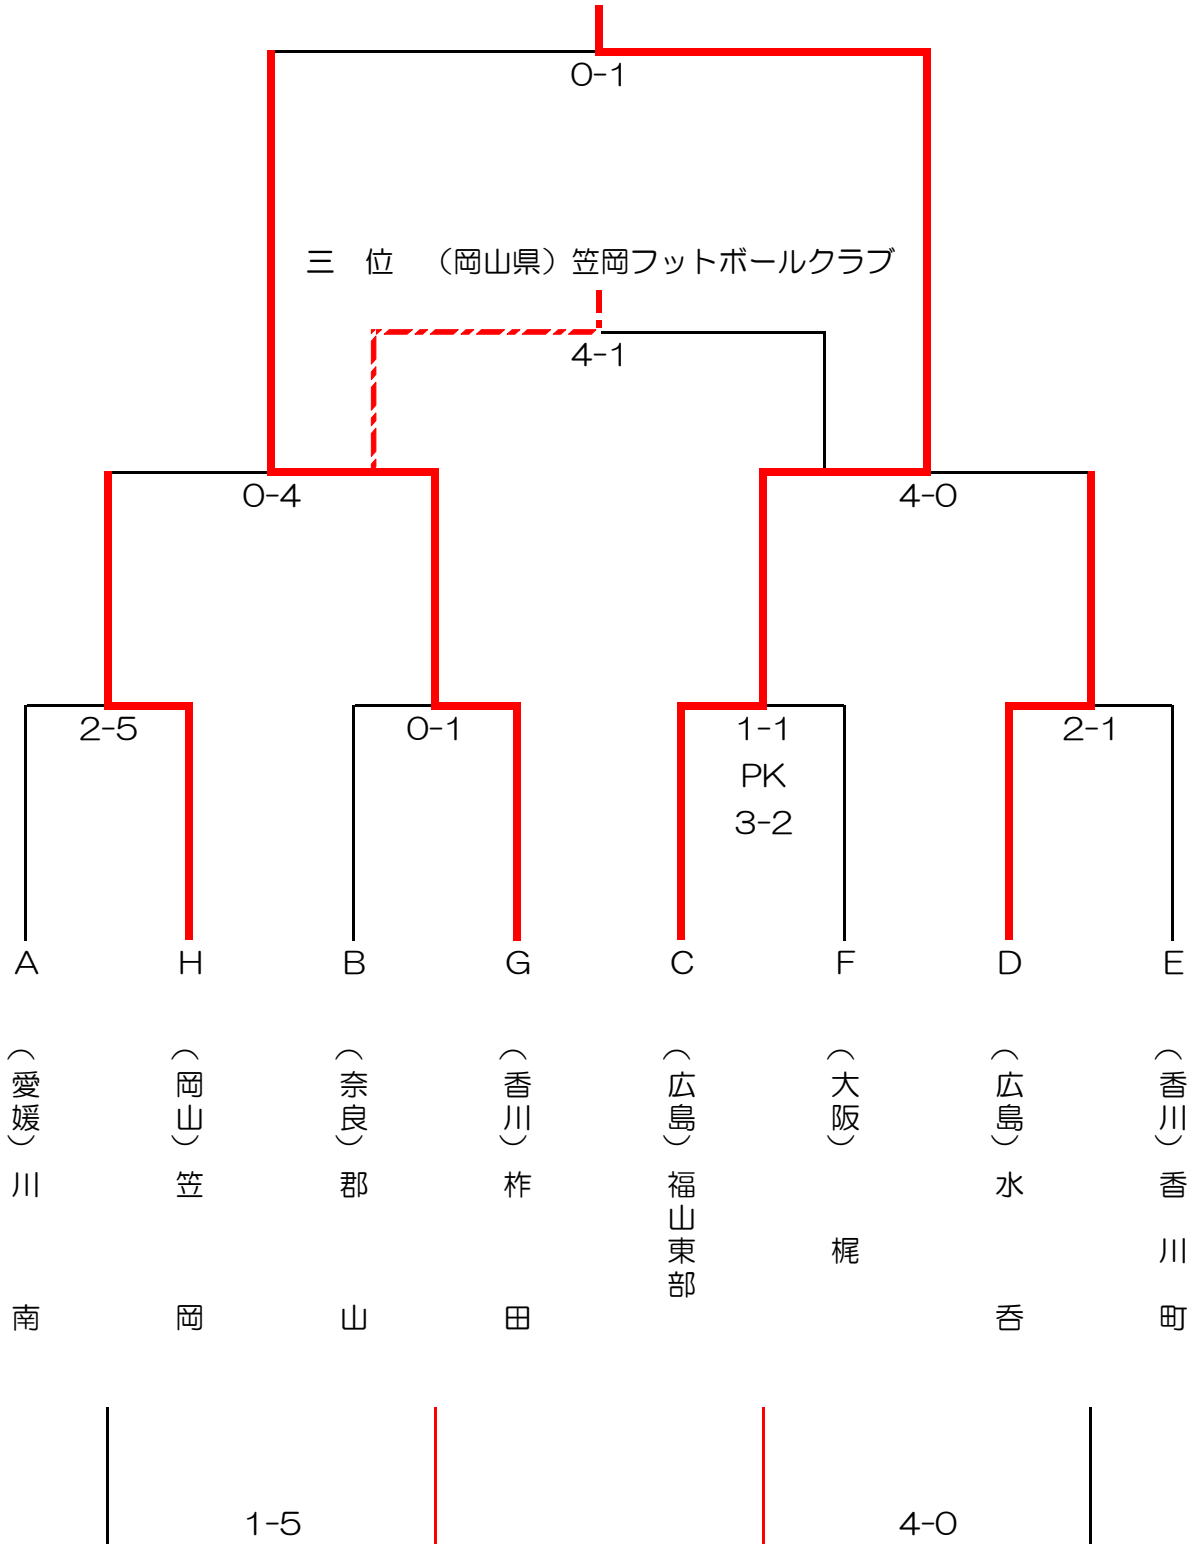 0-1
三 位 （岡山県）笠岡フットボールクラブ
4-1
0-4
4-0
2-5
0-1
1-1
PK
3-2
2-1
A
H
B
G
C
F
D
E
（愛媛）川南
（岡山）笠岡
（奈良）郡山
（香川）柞田
（広島）福山東部
（大阪）梶
（広島）水呑
（香川）香川町
1-5
4-0